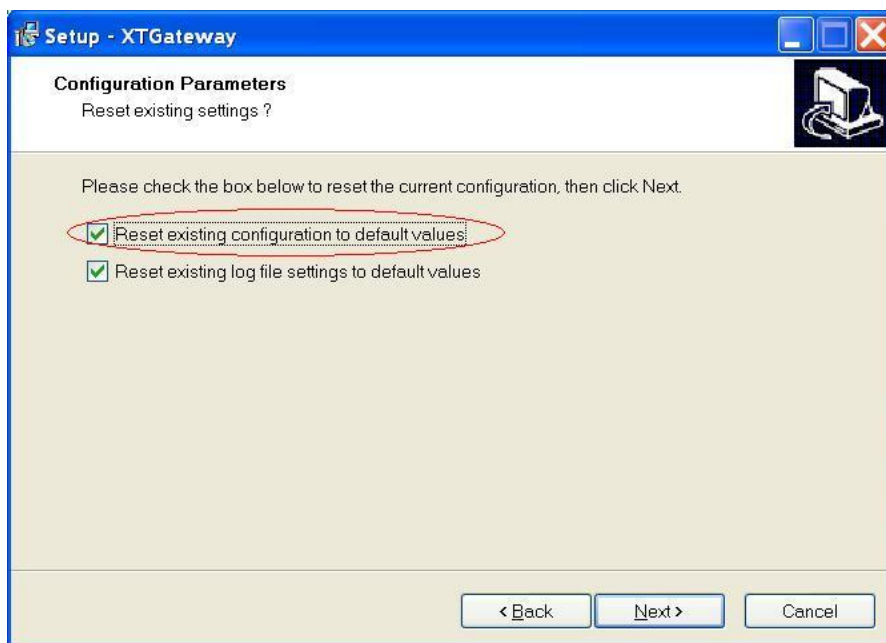 Setup - XTGateway
Configuration Parameters
Reset existing settings ?
Please check the box below to reset the current configuration, then click Next.
Reset existing configuration to default values
Reset existing log file settings to default values
< Back
Next >
Cancel